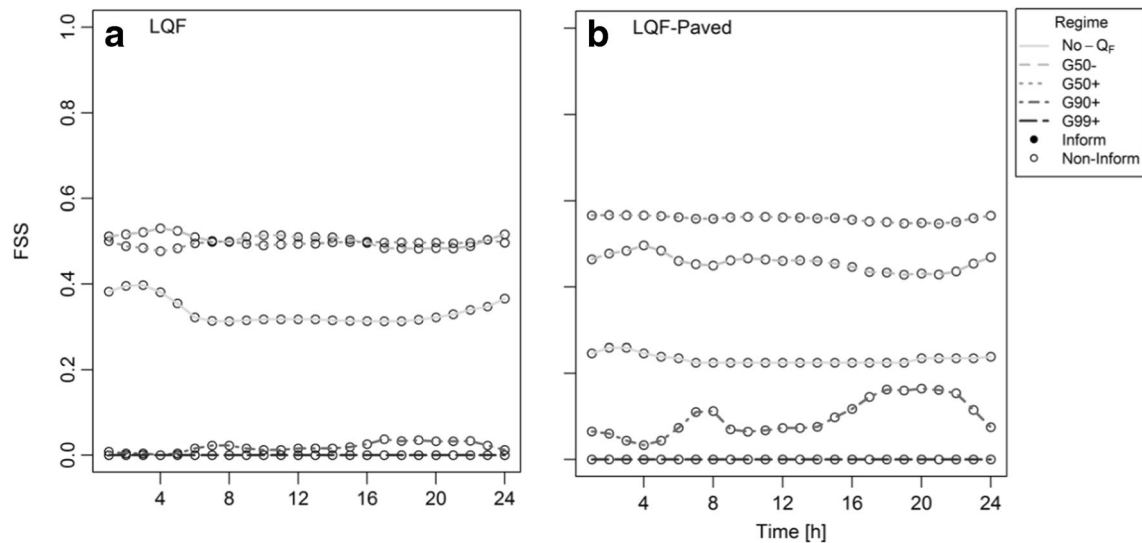 a LQF
b LQF-Paved
Regime
No – QF
G50-
G50+
G90+
G99+
Inform
Non-Inform
FSS
1.0
0.8
0.6
0.4
0.2
0.0
4 8 12 16 20 24
4 8 12 16 20 24
Time [h]